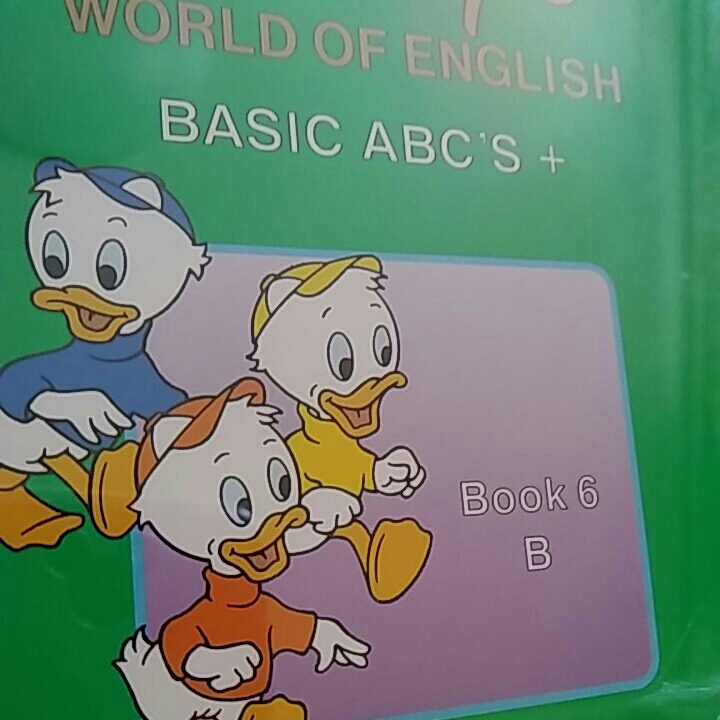 WORLD OF ENGLISH
BASIC ABC'S +
Book 6
B